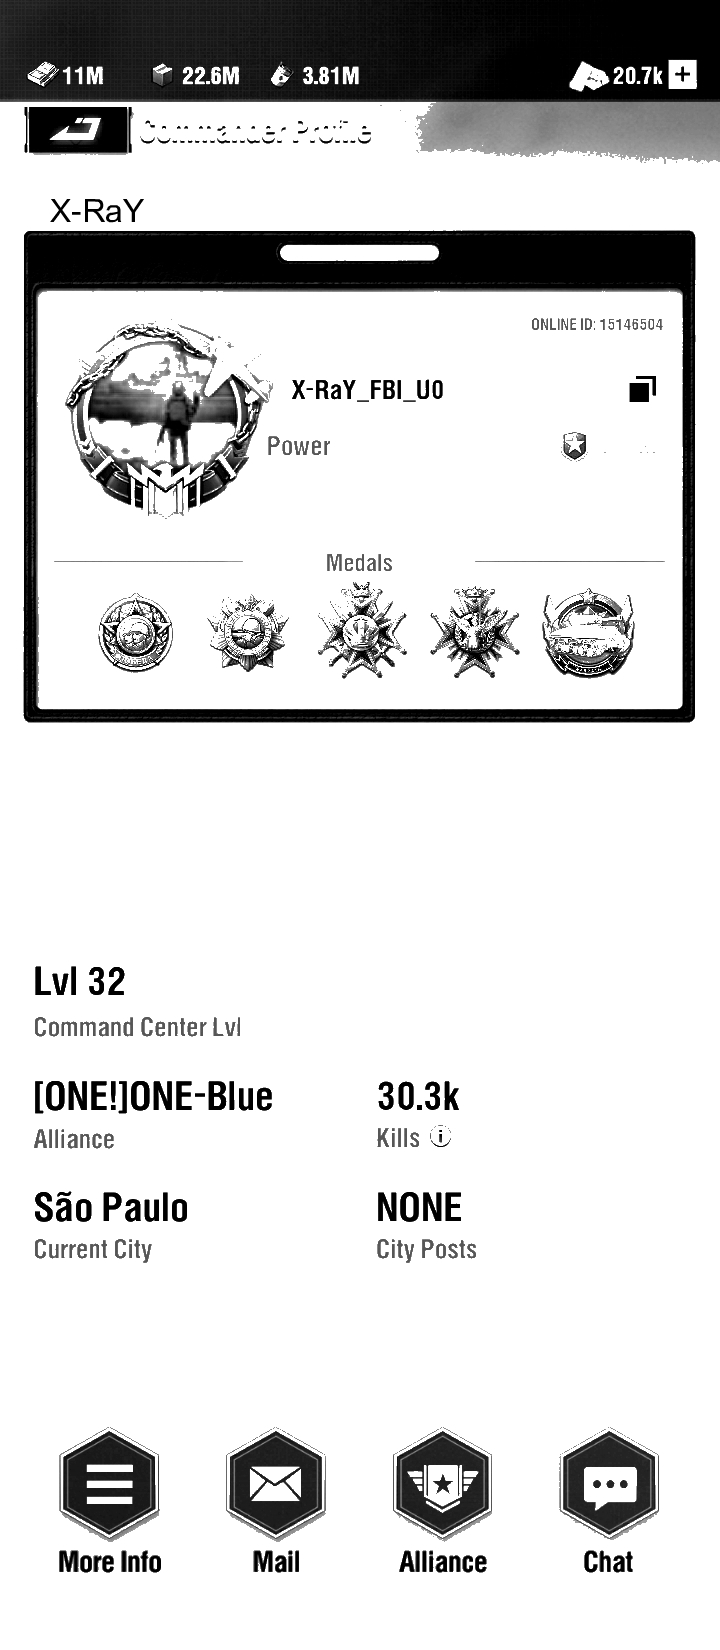 11M 22.6M 3.81M 20.7k
Commander Profile
X-RaY
ONLINE ID: 15146504
X-RaY_FBI_U0
Power
Medals
Lvl 32
Command Center Lvl
[ONE!]ONE-Blue 30.3k
Alliance Kills
São Paulo NONE
Current City City Posts
More Info Mail Alliance Chat